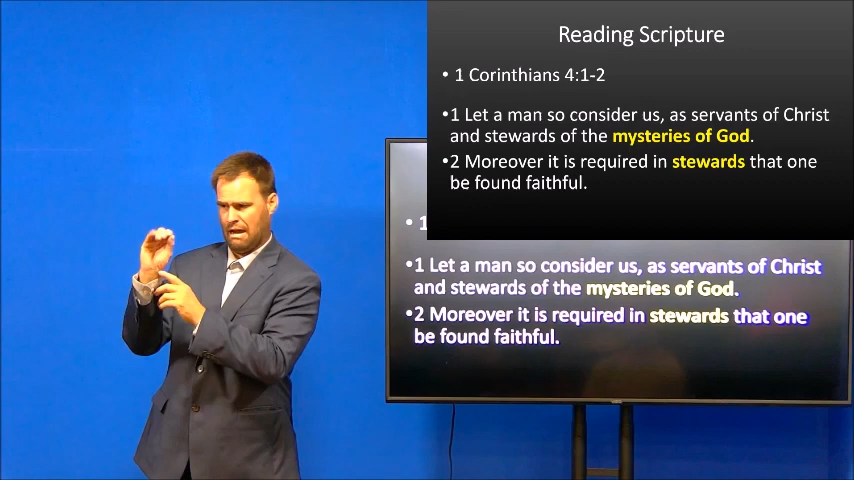 Reading Scripture
• 1 Corinthians 4:1-2
•1 Let a man so consider us, as servants of Christ
and stewards of the mysteries of God.
•2 Moreover it is required in stewards that one
be found faithful.
• 1
•1 Let a man so consider us, as servants of Christ
and stewards of the mysteries of God.
•2 Moreover it is required in stewards that one
be found faithful.